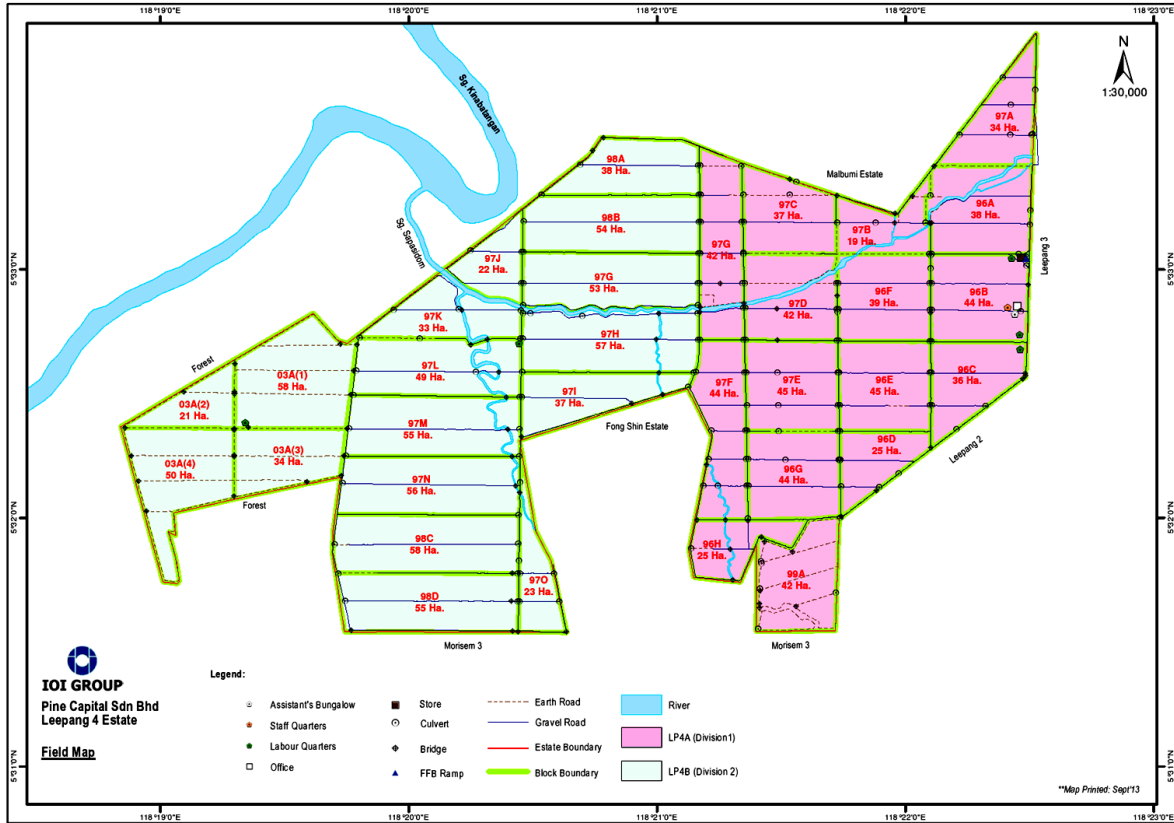 118°19'0"E
118°20'0"E
118°21'0"E
118°22'0"E
118°23'0"E
N
1:30,000
Sg. Kinabatangan
Sg. Sapasidom
5°33'0"N
5°33'0"N
5°32'0"N
5°32'0"N
5°31'0"N
5°31'0"N
97A
34 Ha.
98A
38 Ha.
Malbumi Estate
97C
37 Ha.
96A
38 Ha.
98B
54 Ha.
97B
19 Ha.
97G
42 Ha.
Leepang 3
97J
22 Ha.
97G
53 Ha.
96F
39 Ha.
96B
44 Ha.
97D
42 Ha.
97K
33 Ha.
97H
57 Ha.
Forest
97L
49 Ha.
03A(1)
58 Ha.
97I
37 Ha.
97F
44 Ha.
97E
45 Ha.
96E
45 Ha.
96C
36 Ha.
03A(2)
21 Ha.
97M
55 Ha.
Fong Shin Estate
96D
25 Ha.
Leepang 2
03A(3)
34 Ha.
03A(4)
50 Ha.
96G
44 Ha.
97N
56 Ha.
Forest
98C
58 Ha.
96H
25 Ha.
99A
42 Ha.
97O
23 Ha.
98D
55 Ha.
Morisem 3
Morisem 3
IOI GROUP
Pine Capital Sdn Bhd
Leepang 4 Estate
Field Map
Legend:
Assistant's Bungalow
Staff Quarters
Labour Quarters
Office
Store
Culvert
Bridge
FFB Ramp
Earth Road
Gravel Road
Estate Boundary
Block Boundary
River
LP4A (Division1)
LP4B (Division 2)
**Map Printed: Sept'13
118°19'0"E
118°20'0"E
118°21'0"E
118°22'0"E
118°23'0"E